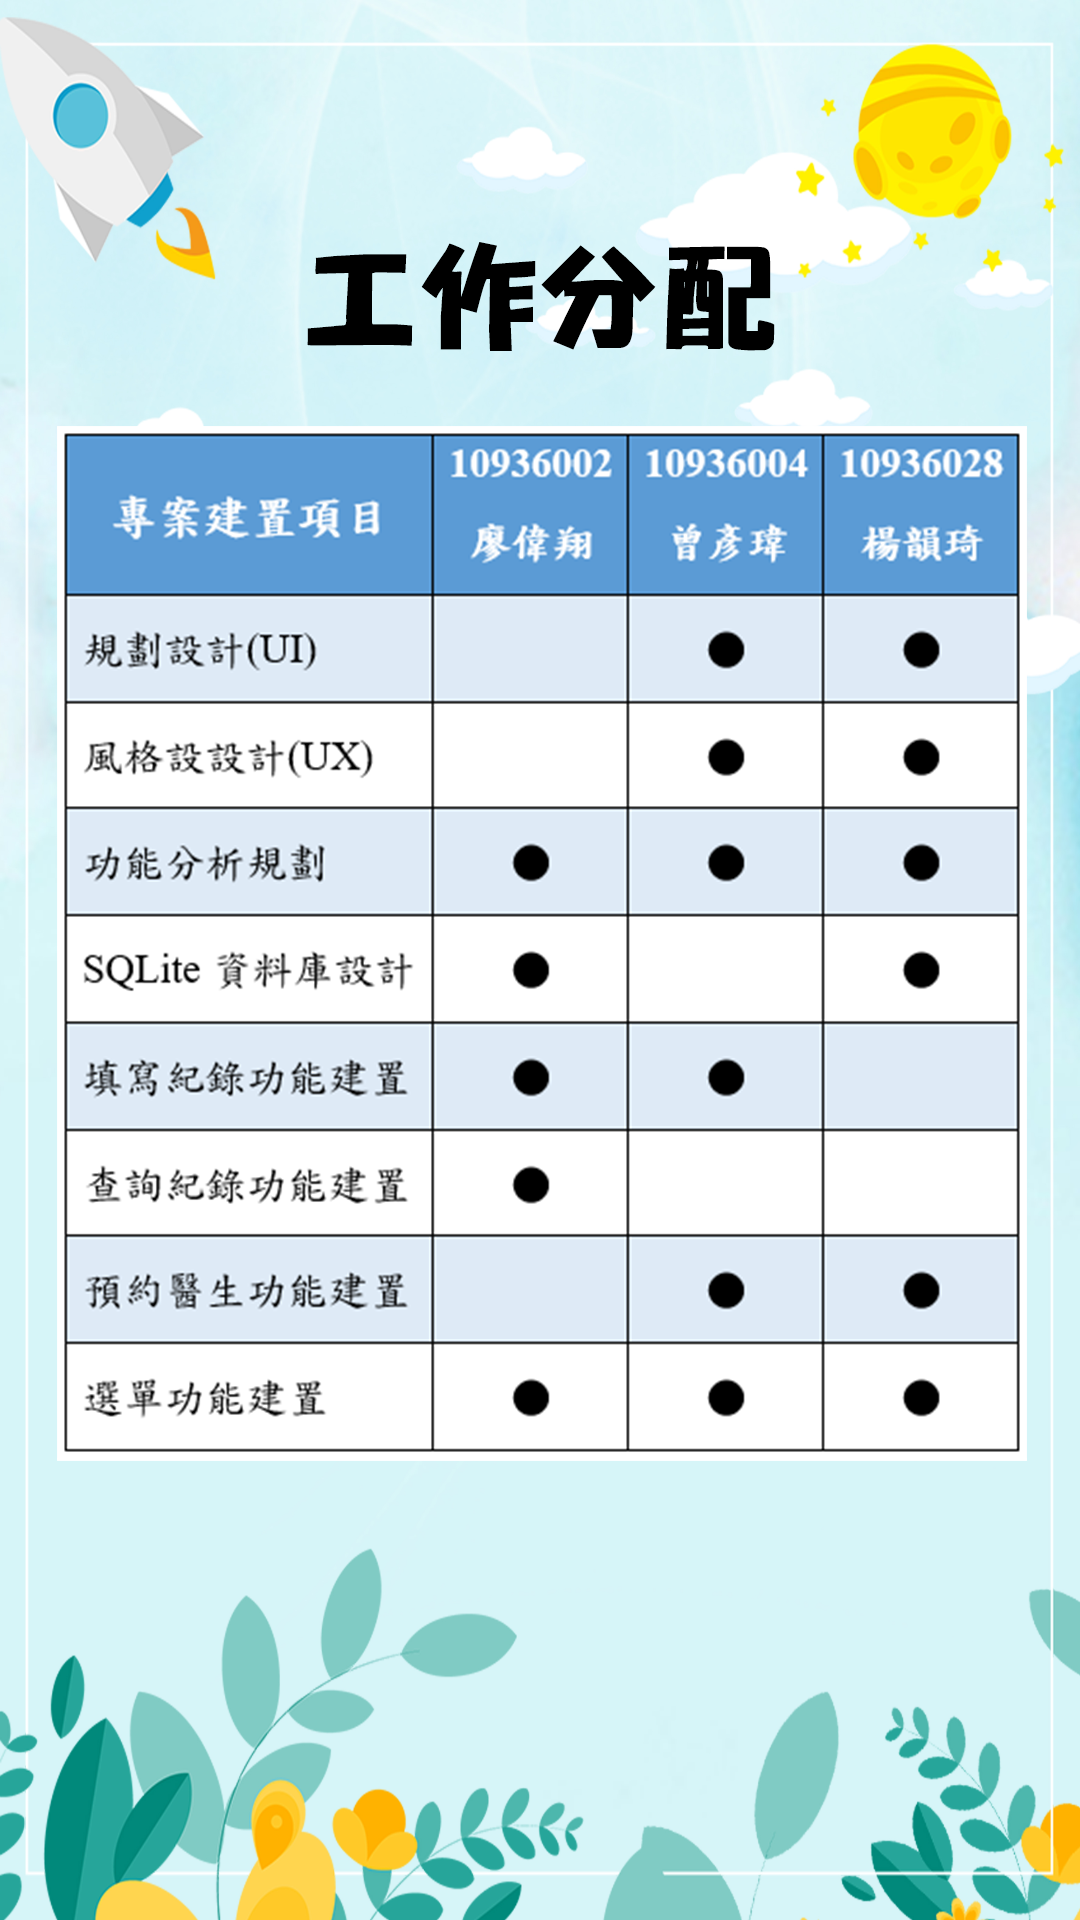 工作分配
專案建置項目 10936002 廖偉翔 10936004 曾彥瑋 10936028 楊韻琦
規劃設計(UI) ● ●
風格設設計(UX) ● ●
功能分析規劃 ● ● ●
SQLite 資料庫設計 ● ●
填寫紀錄功能建置 ● ●
查詢紀錄功能建置 ●
預約醫生功能建置 ● ●
選單功能建置 ● ● ●